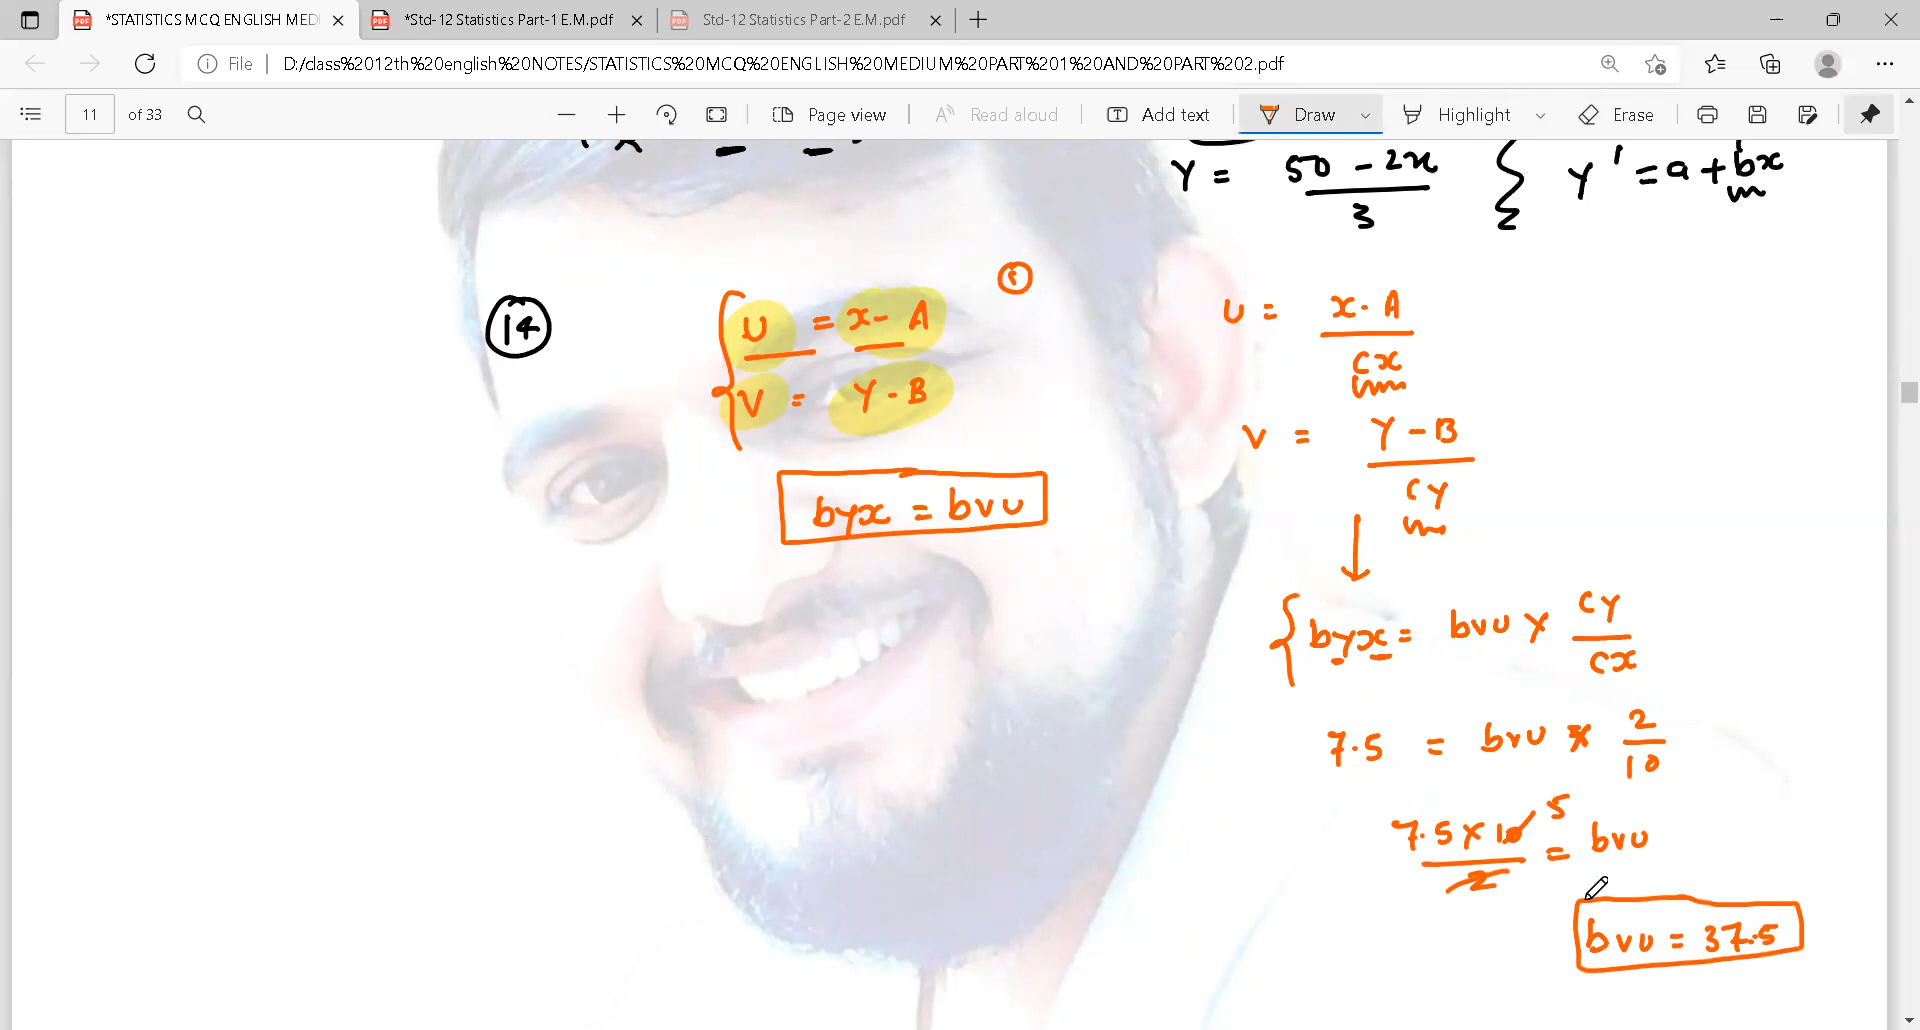 *STATISTICS MCQ ENGLISH MEDI
*Std-12 Statistics Part-1 E.M.pdf
Std-12 Statistics Part-2 E.M.pdf
File
D:/class%2012th%20english%20NOTES/STATISTICS%20MCQ%20ENGLISH%20MEDIUM%20PART%201%20AND%20PART%202.pdf
11 of 33
Page view
Read aloud
Add text
Draw
Highlight
Erase
Y = 50 - 2x / 3
Y' = a + bx
14
U = x - A
V = Y - B
byx = bvu
U = x - A / cx
V = Y - B / cy
byx = bvu × cy / cx
7.5 = bvu × 2 / 10
7.5 × 10 / 2 5 = bvu
bvu = 37.5